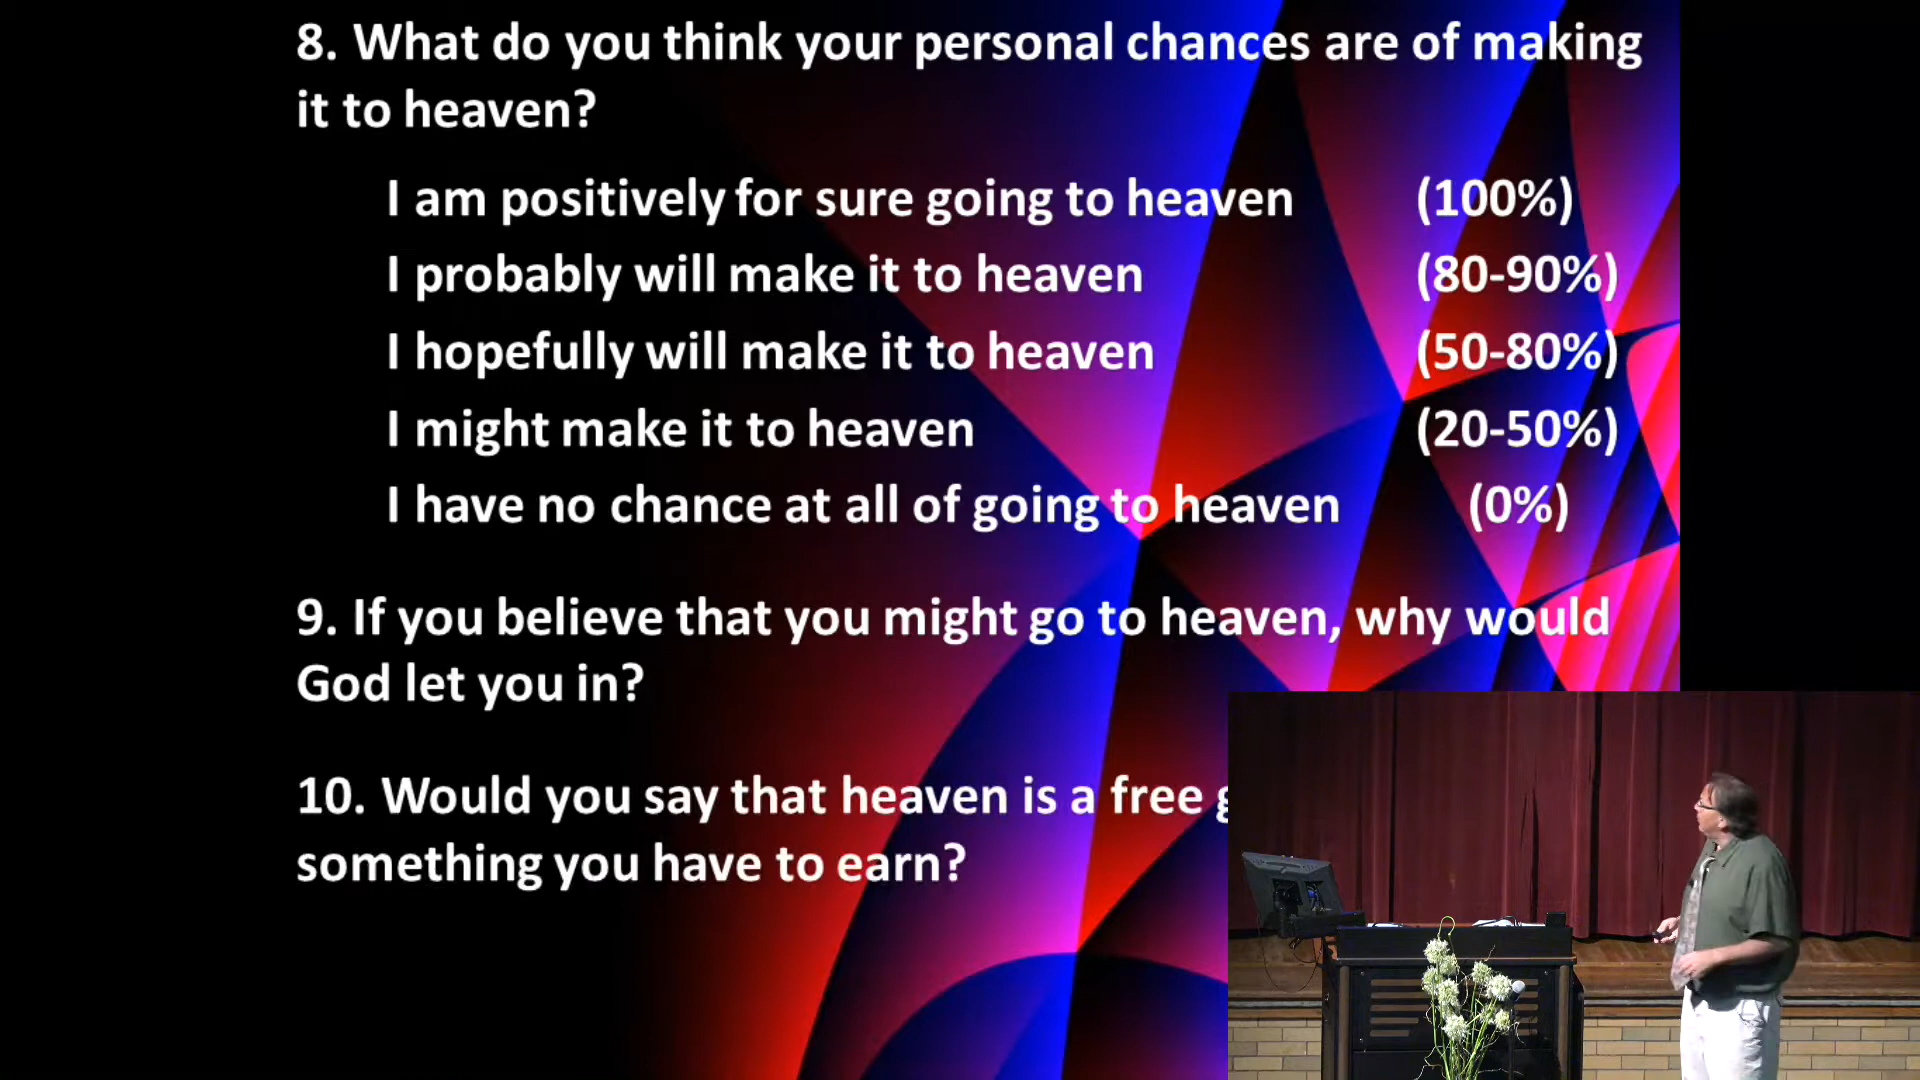 8. What do you think your personal chances are of making
it to heaven?
I am positively for sure going to heaven (100%)
I probably will make it to heaven (80-90%)
I hopefully will make it to heaven (50-80%)
I might make it to heaven (20-50%)
I have no chance at all of going to heaven (0%)
9. If you believe that you might go to heaven, why would
God let you in?
10. Would you say that heaven is a free
something you have to earn?